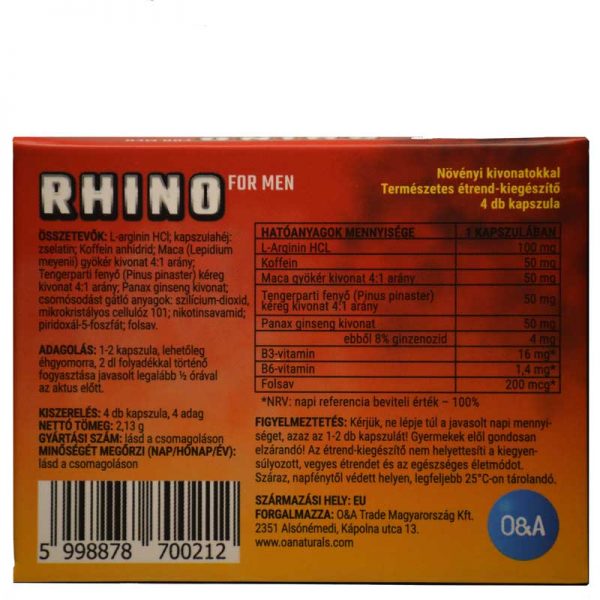 RHINO FOR MEN
Növényi kivonatokkal
Természetes étrend-kiegészítő
4 db kapszula
ÖSSZETEVŐK: L-arginin HCl; kapszulahéj:
zselatin; Koffein anhidrid; Maca (Lepidium
meyenii) gyökér kivonat 4:1 arány;
Tengerparti fenyő (Pinus pinaster) kéreg
kivonat 4:1 arány; Panax ginseng kivonat;
csomósodást gátló anyagok: szilícium-dioxid,
mikrokristályos cellulóz 101; nikotinsavamid;
piridoxál-5-foszfát; folsav.
ADAGOLÁS: 1-2 kapszula, lehetőleg
éhgyomorra, 2 dl folyadékkal történő
fogyasztása javasolt legalább ½ órával
az aktus előtt.
KISZERELÉS: 4 db kapszula, 4 adag
NETTÓ TÖMEG: 2,13 g
GYÁRTÁSI SZÁM: lásd a csomagoláson
MINŐSÉGÉT MEGŐRZI (NAP/HÓNAP/ÉV):
lásd a csomagoláson
HATÓANYAGOK MENNYISÉGE 1 KAPSZULÁBAN
L-Arginin HCL 100 mg
Koffein 50 mg
Maca gyökér kivonat 4:1 arány 50 mg
Tengerparti fenyő (Pinus pinaster)
kéreg kivonat 4:1 arány 50 mg
Panax ginseng kivonat 50 mg
ebből 8% ginzenozid 4 mg
B3-vitamin 16 mg*
B6-vitamin 1,4 mg*
Folsav 200 mcg*
*NRV: napi referencia beviteli érték – 100%
FIGYELMEZTETÉS: Kérjük, ne lépje túl a javasolt napi mennyi-
séget, azaz az 1-2 db kapszulát! Gyermekek elől gondosan
elzárandó! Az étrend-kiegészítő nem helyettesíti a kiegyen-
súlyozott, vegyes étrendet és az egészséges életmódot.
Száraz, napfénytől védett helyen, legfeljebb 25°C-on tárolandó.
SZÁRMAZÁSI HELY: EU
FORGALMAZZA: O&A Trade Magyarország Kft.
2351 Alsónémedi, Kápolna utca 13.
www.oanaturals.com
O&A
5 998878 700212